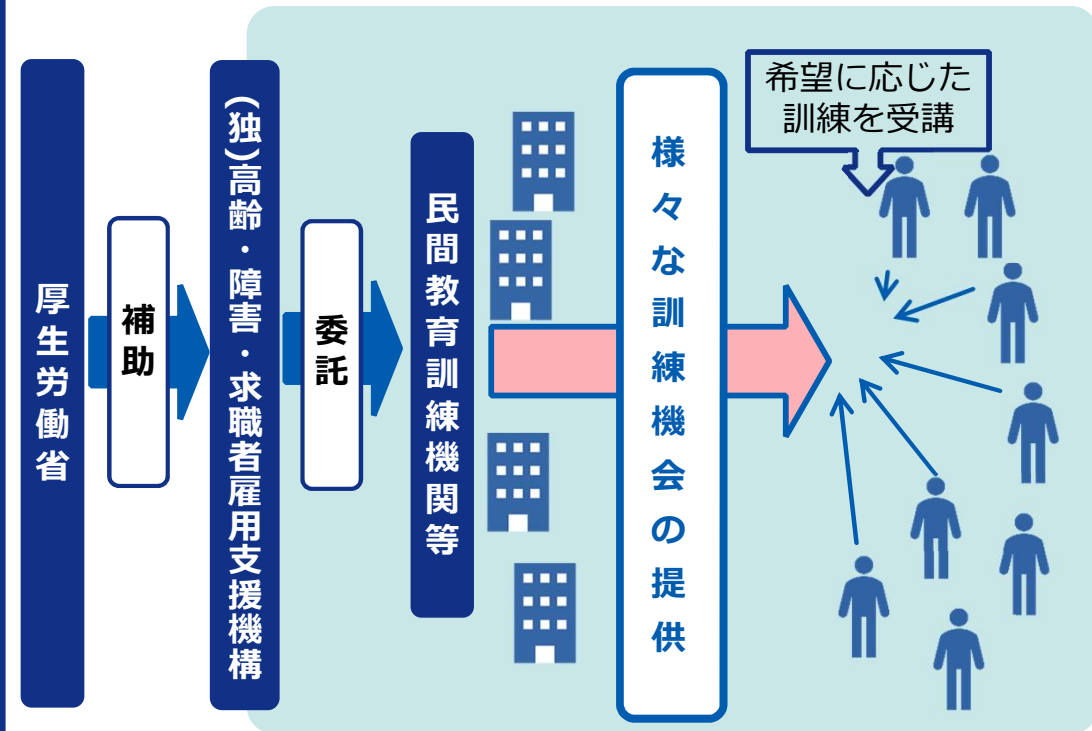 厚生労働省
補助
(独)高齢・障害・求職者雇用支援機構
委託
民間教育訓練機関等
様々な訓練機会の提供
希望に応じた
訓練を受講